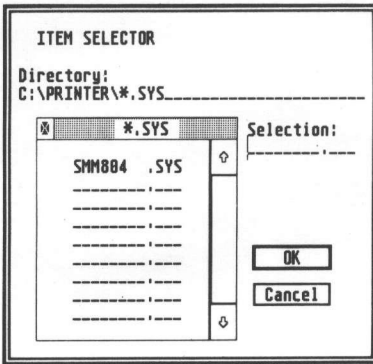 ITEM SELECTOR
Directory:
C:\PRINTER\*.SYS
*.SYS
Selection:
SMM804 .SYS
OK
Cancel